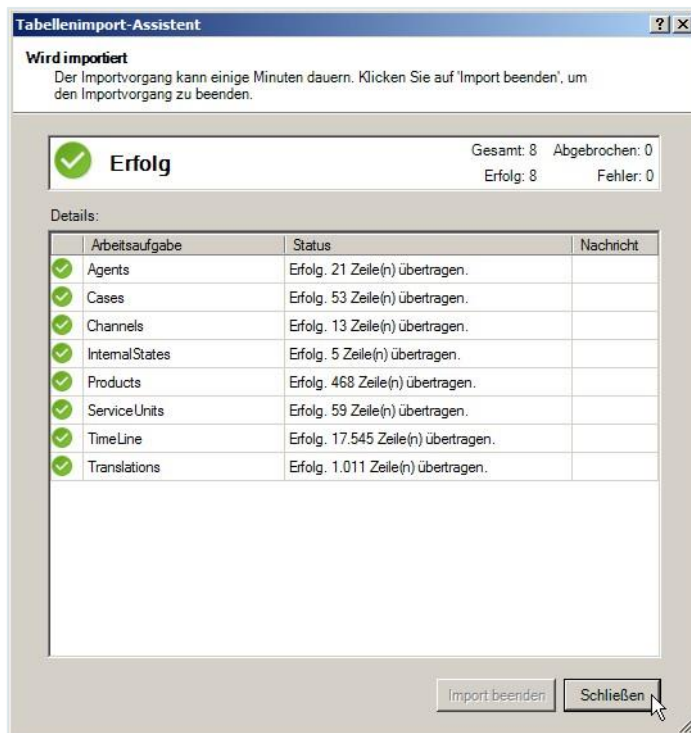 Tabellenimport-Assistent
Wird importiert
Der Importvorgang kann einige Minuten dauern. Klicken Sie auf 'Import beenden', um
den Importvorgang zu beenden.
Erfolg
Gesamt: 8 Abgebrochen: 0
Erfolg: 8 Fehler: 0
Details:
Arbeitsaufgabe Status Nachricht
Agents Erfolg. 21 Zeile(n) übertragen.
Cases Erfolg. 53 Zeile(n) übertragen.
Channels Erfolg. 13 Zeile(n) übertragen.
InternalStates Erfolg. 5 Zeile(n) übertragen.
Products Erfolg. 468 Zeile(n) übertragen.
ServiceUnits Erfolg. 59 Zeile(n) übertragen.
TimeLine Erfolg. 17.545 Zeile(n) übertragen.
Translations Erfolg. 1.011 Zeile(n) übertragen.
Import beenden Schließen